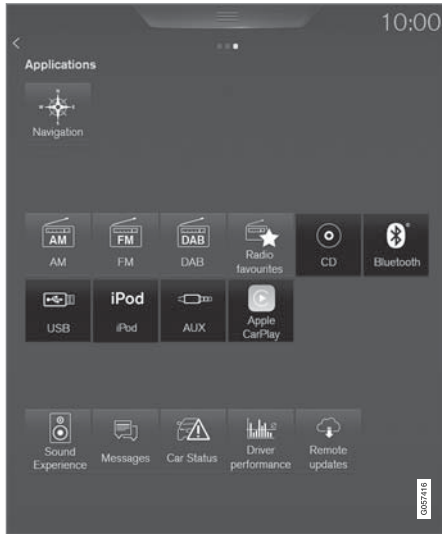 10:00
Applications
Navigation
AM
FM
DAB
AM
FM
DAB
Radio
favourites
CD
Bluetooth
iPod
USB
iPod
AUX
Apple
CarPlay
Sound
Experience
Messages
Car Status
Driver
performance
Remote
updates
G057416